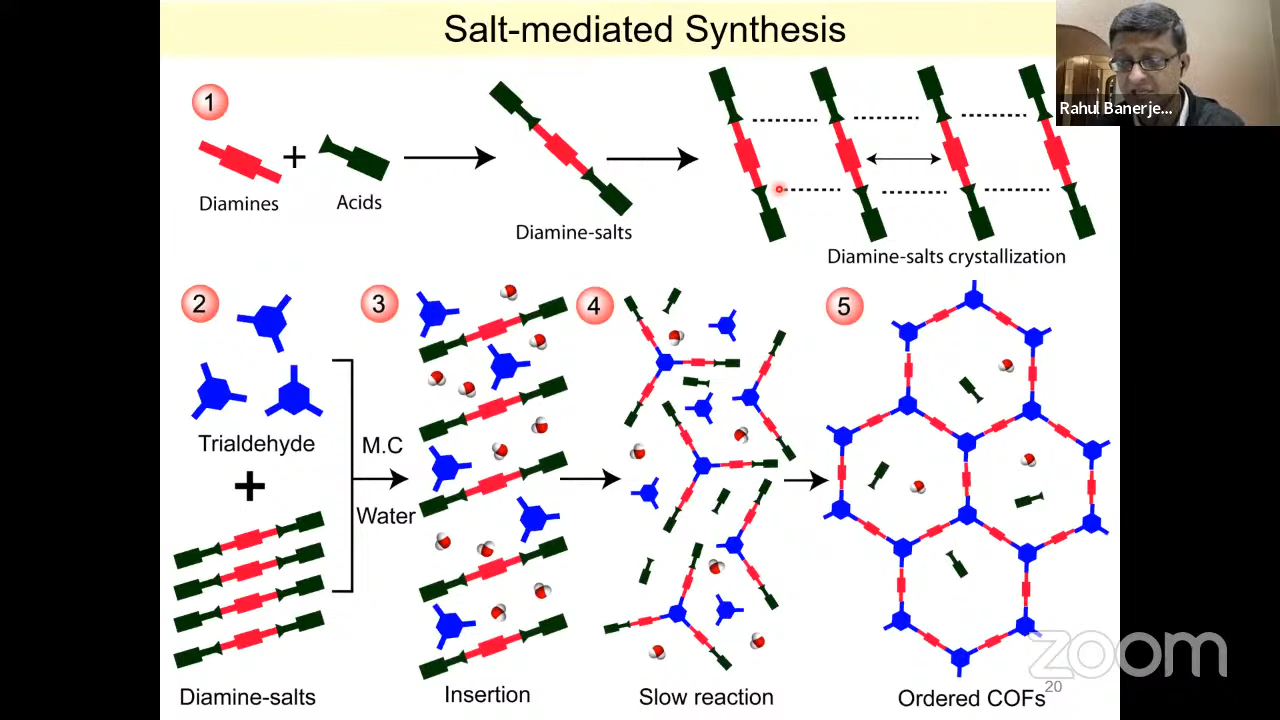 Salt-mediated Synthesis
Rahul Banerje...
1
Diamines
+
Acids
Diamine-salts
Diamine-salts crystallization
2
Trialdehyde
+
Diamine-salts
M.C
Water
3
Insertion
4
Slow reaction
5
Ordered COFs
20
zoom